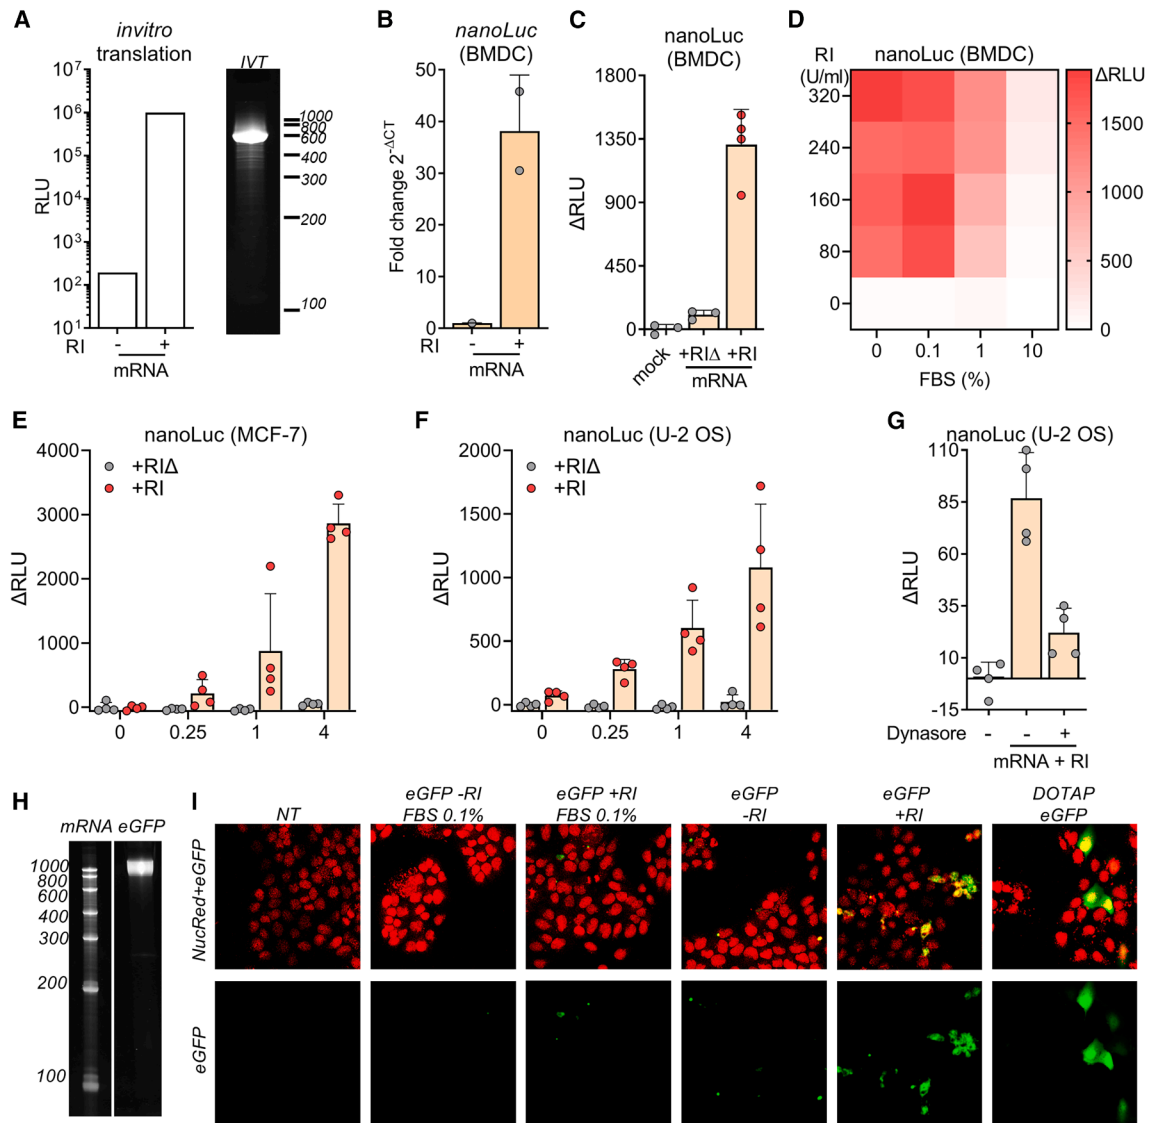 A
invitro
translation
IVT
RLU
10⁷
10⁶
10⁵
10⁴
10³
10²
10¹
RI - +
mRNA
1000
800
600
400
300
200
100
B
nanoLuc
(BMDC)
Fold change 2^-ΔCT
50
40
30
20
10
0
RI - +
mRNA
C
nanoLuc
(BMDC)
ΔRLU
1800
1350
900
450
0
mock +RIΔ +RI
mRNA
D
RI
(U/ml)
nanoLuc (BMDC)
320
240
160
80
0
0 0.1 1 10
FBS (%)
ΔRLU
1500
1000
500
0
E
nanoLuc (MCF-7)
+RIΔ
+RI
ΔRLU
4000
3000
2000
1000
0
0 0.25 1 4
F
nanoLuc (U-2 OS)
+RIΔ
+RI
ΔRLU
2000
1500
1000
500
0
0 0.25 1 4
G
nanoLuc (U-2 OS)
ΔRLU
110
85
60
35
10
-15
Dynasore - - +
mRNA + RI
H
mRNA eGFP
1000
800
600
400
300
200
100
I
NT
eGFP -RI
FBS 0.1%
eGFP +RI
FBS 0.1%
eGFP
-RI
eGFP
+RI
DOTAP
eGFP
NucRed+eGFP
eGFP